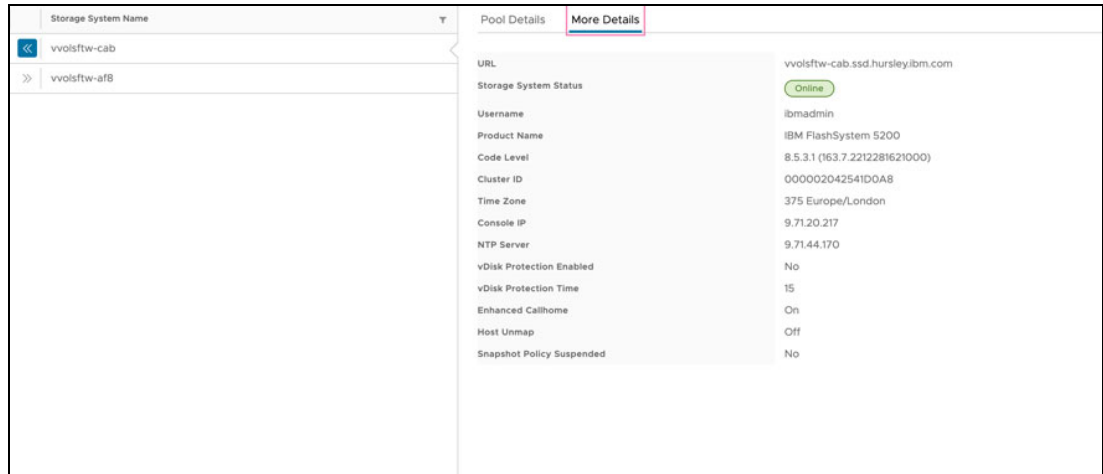 Storage System Name
vvolsftw-cab
vvolsftw-af8
Pool Details More Details
URL vvolsftw-cab.ssd.hursley.ibm.com
Storage System Status Online
Username ibmadmin
Product Name IBM FlashSystem 5200
Code Level 8.5.3.1 (163.7.2212281621000)
Cluster ID 000002042541D0A8
Time Zone 375 Europe/London
Console IP 9.71.20.217
NTP Server 9.71.44.170
vDisk Protection Enabled No
vDisk Protection Time 15
Enhanced Callhome On
Host Unmap Off
Snapshot Policy Suspended No